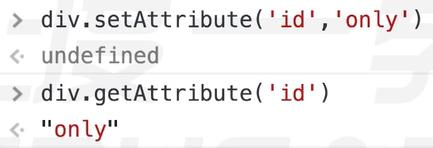 > div.setAttribute('id','only')
< undefined
> div.getAttribute('id')
< "only"